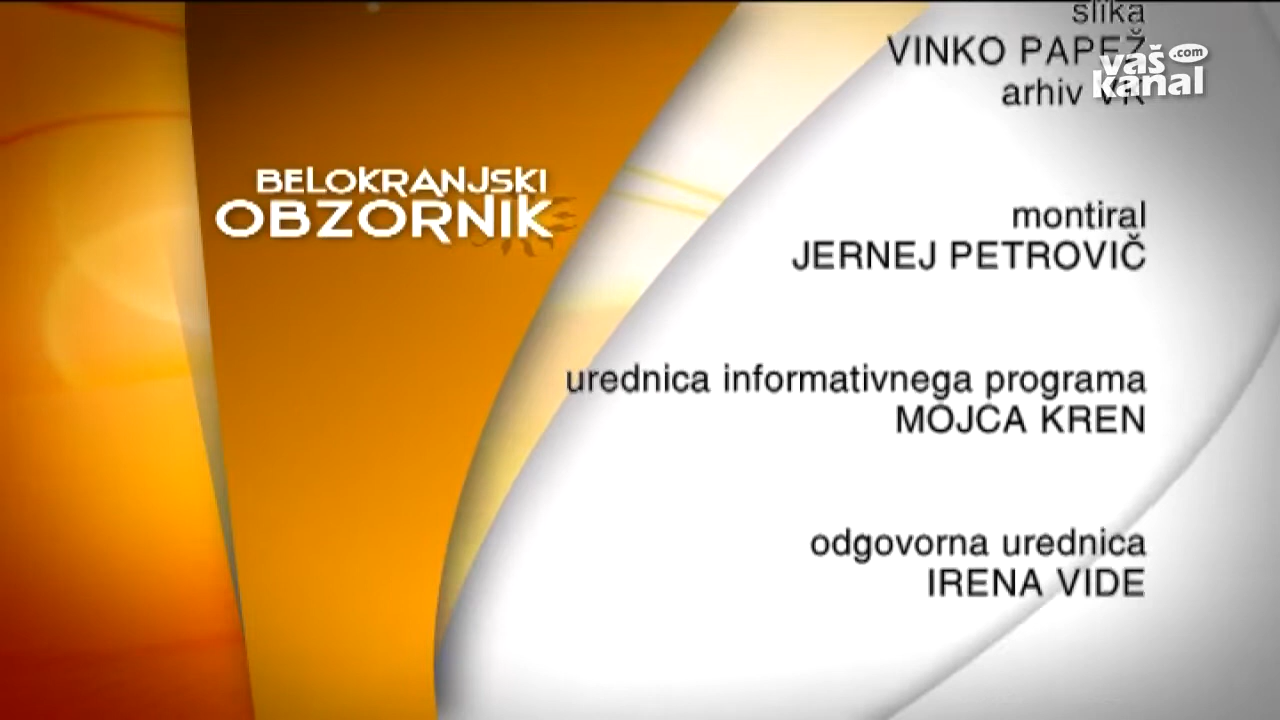 slika
VINKO PAPEŽ
arhiv VK
vaš
.com
kanal
BELOKRANJSKI
OBZORNIK
montiral
JERNEJ PETROVIČ
urednica informativnega programa
MOJCA KREN
odgovorna urednica
IRENA VIDE